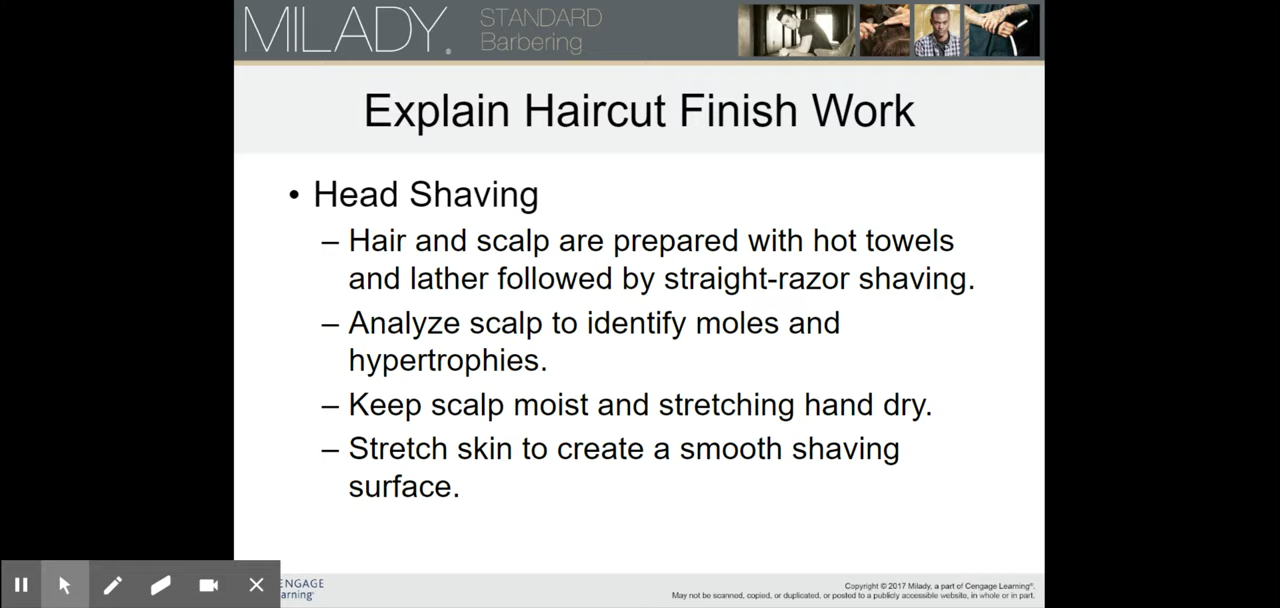 MILADY®
STANDARD
Barbering
Explain Haircut Finish Work
• Head Shaving
– Hair and scalp are prepared with hot towels
and lather followed by straight-razor shaving.
– Analyze scalp to identify moles and
hypertrophies.
– Keep scalp moist and stretching hand dry.
– Stretch skin to create a smooth shaving
surface.
ENGAGE
arning®
Copyright © 2017 Milady, a part of Cengage Learning®.
May not be scanned, copied, or duplicated, or posted to a publicly accessible website, in whole or in part.